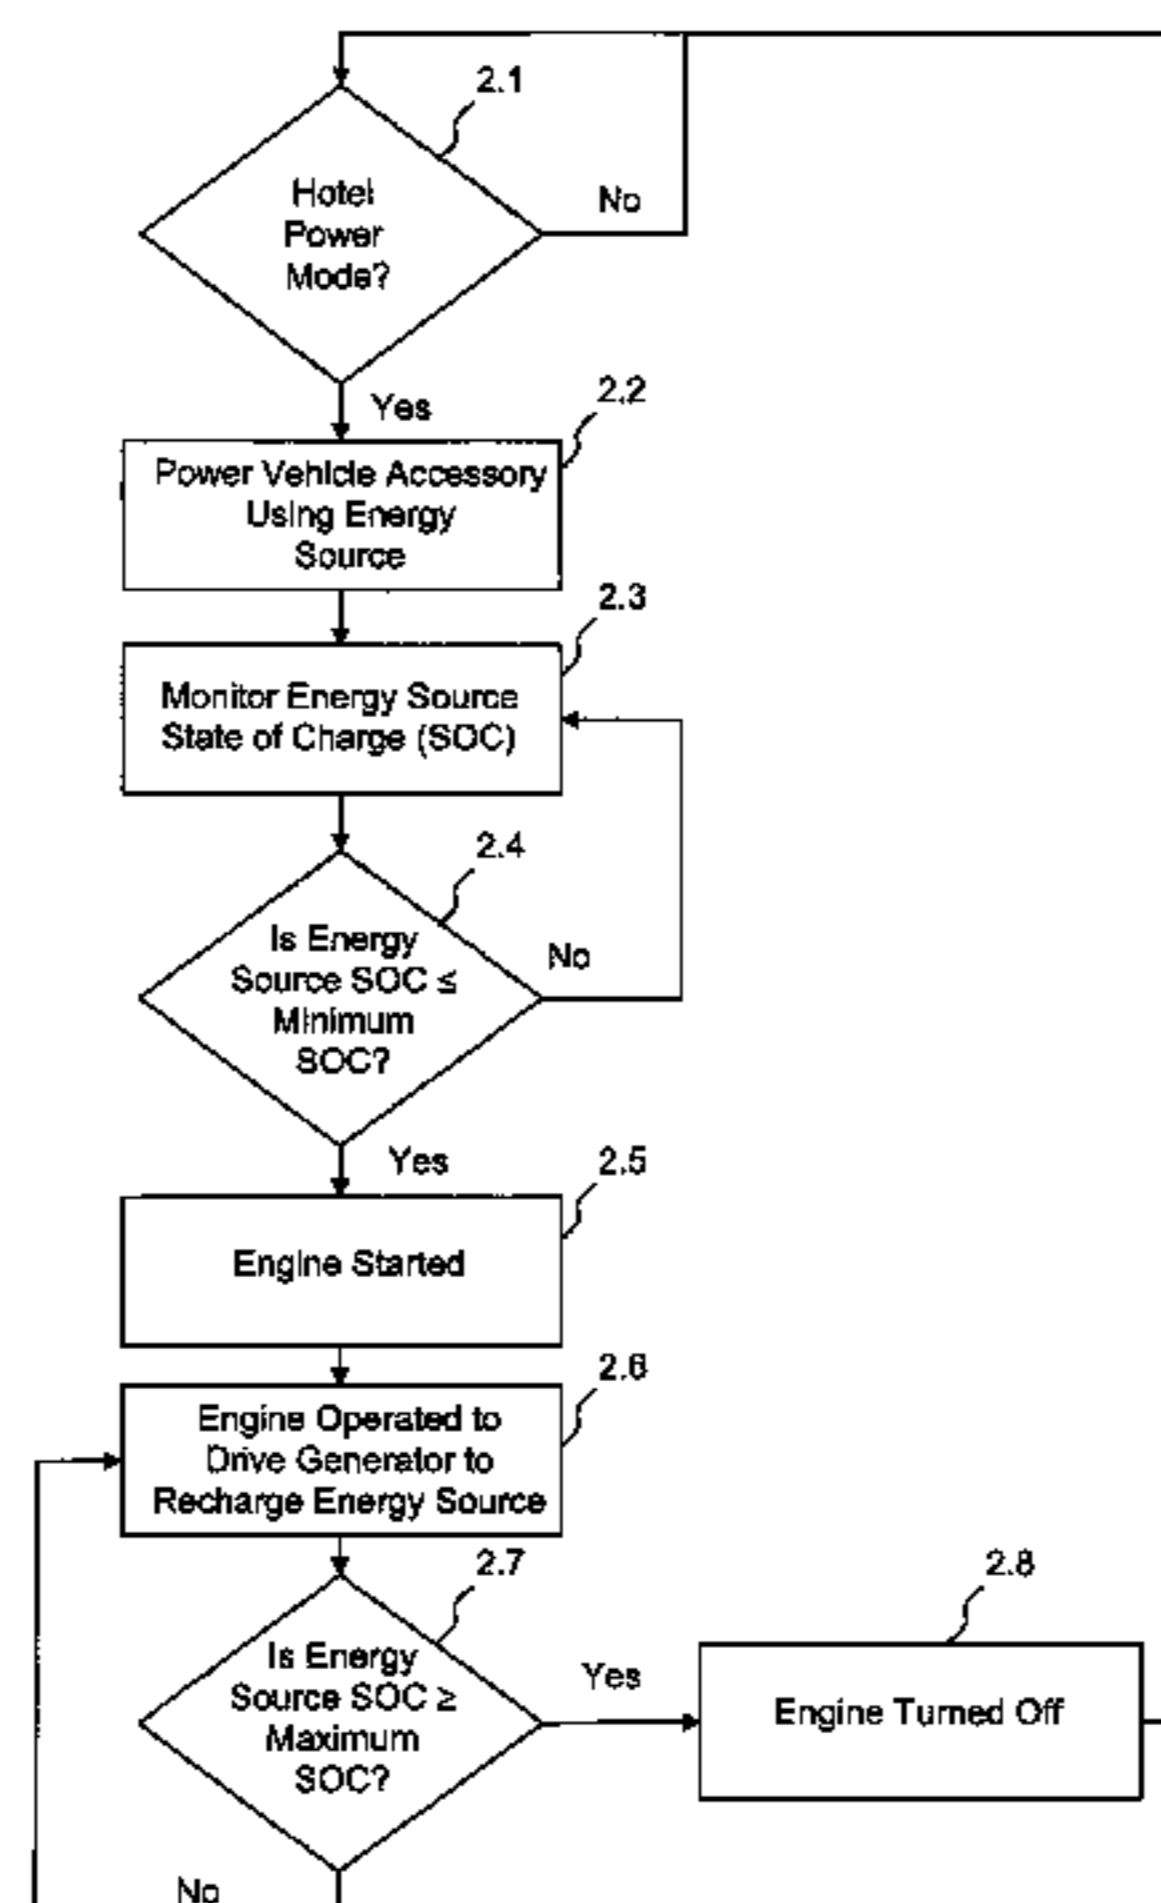 2.1
Hotel
Power
Mode?
No
Yes
2.2
Power Vehicle Accessory
Using Energy
Source
2.3
Monitor Energy Source
State of Charge (SOC)
2.4
Is Energy
Source SOC ≤
Minimum
SOC?
No
Yes
2.5
Engine Started
2.6
Engine Operated to
Drive Generator to
Recharge Energy Source
2.7
Is Energy
Source SOC ≥
Maximum
SOC?
Yes
2.8
Engine Turned Off
No